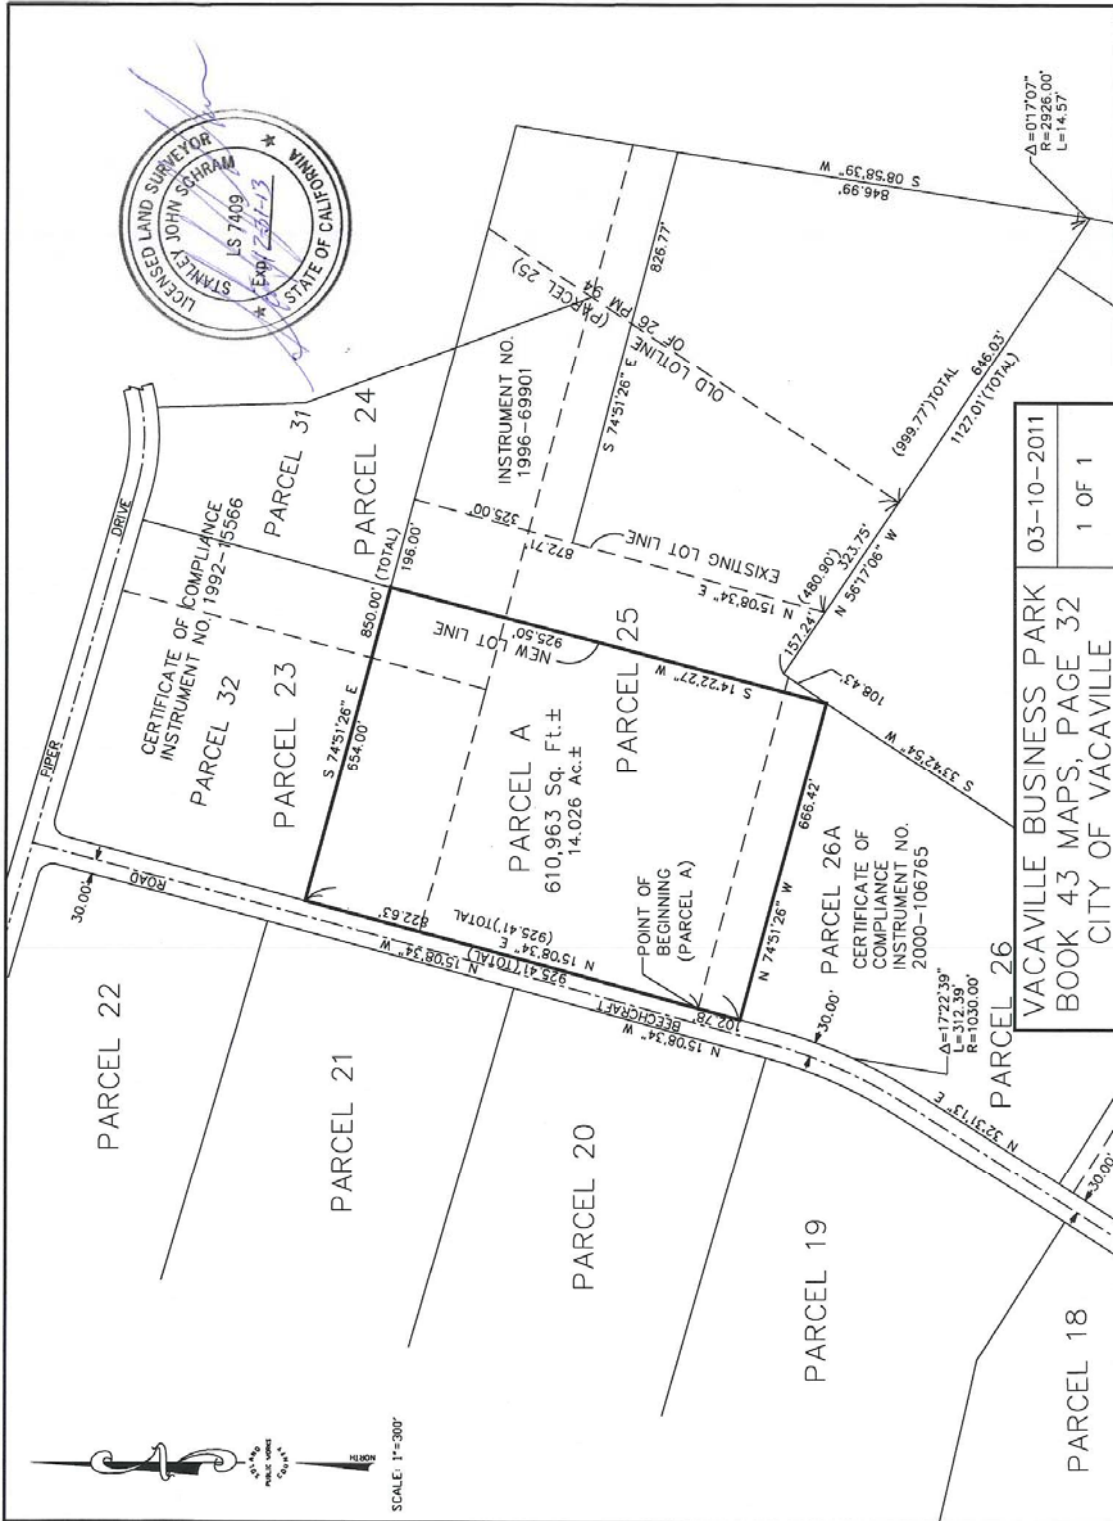 LICENSED LAND SURVEYOR
STANLEY JOHN SCHRAM
LS 7409
Exp. 12-31-13
STATE OF CALIFORNIA
Δ=0°17'07"
R=2926.00'
L=14.57'
S 08°58'39" W
846.99'
826.77'
S 74°51'26" E
(PARCEL 25)
OF 26 PM 94
OLD LOTLINE
INSTRUMENT NO.
1996-69901
(999.77')TOTAL
646.03'
1127.01'(TOTAL)
PARCEL 31
PARCEL 24
DRIVE
PIPER
CERTIFICATE OF COMPLIANCE
INSTRUMENT NO. 1992-15566
PARCEL 32
PARCEL 23
850.00' (TOTAL)
196.00'
S 74°51'26" E
654.00'
325.00'
872.71'
EXISTING LOT LINE
N 15°08'34" E
(480.90')
323.75'
N 56°17'06" W
157.24'
108.43'
S 33°42'54" W
NEW LOT LINE
925.50'
S 14°22'27" W
PARCEL 25
PARCEL A
610,963 Sq. Ft.±
14.026 Ac.±
666.42'
N 74°51'26" W
POINT OF
BEGINNING
(PARCEL A)
PARCEL 26A
CERTIFICATE OF
COMPLIANCE
INSTRUMENT NO.
2000-106765
ROAD
30.00'
822.63'
(925.41')TOTAL
N 15°08'34" E
925.41'(TOTAL)
N 15°08'34" W
102.78'
BEECHCRAFT
N 15°08'34" W
30.00'
Δ=17°22'39"
L=312.39'
R=1030.00'
N 32°31'13" E
PARCEL 26
30.00'
PARCEL 22
PARCEL 21
PARCEL 20
PARCEL 19
PARCEL 18
SOLANO
PUBLIC WORKS
COUNTY
NORTH
SCALE: 1"=300'
VACAVILLE BUSINESS PARK
BOOK 43 MAPS, PAGE 32
CITY OF VACAVILLE
03-10-2011
1 OF 1